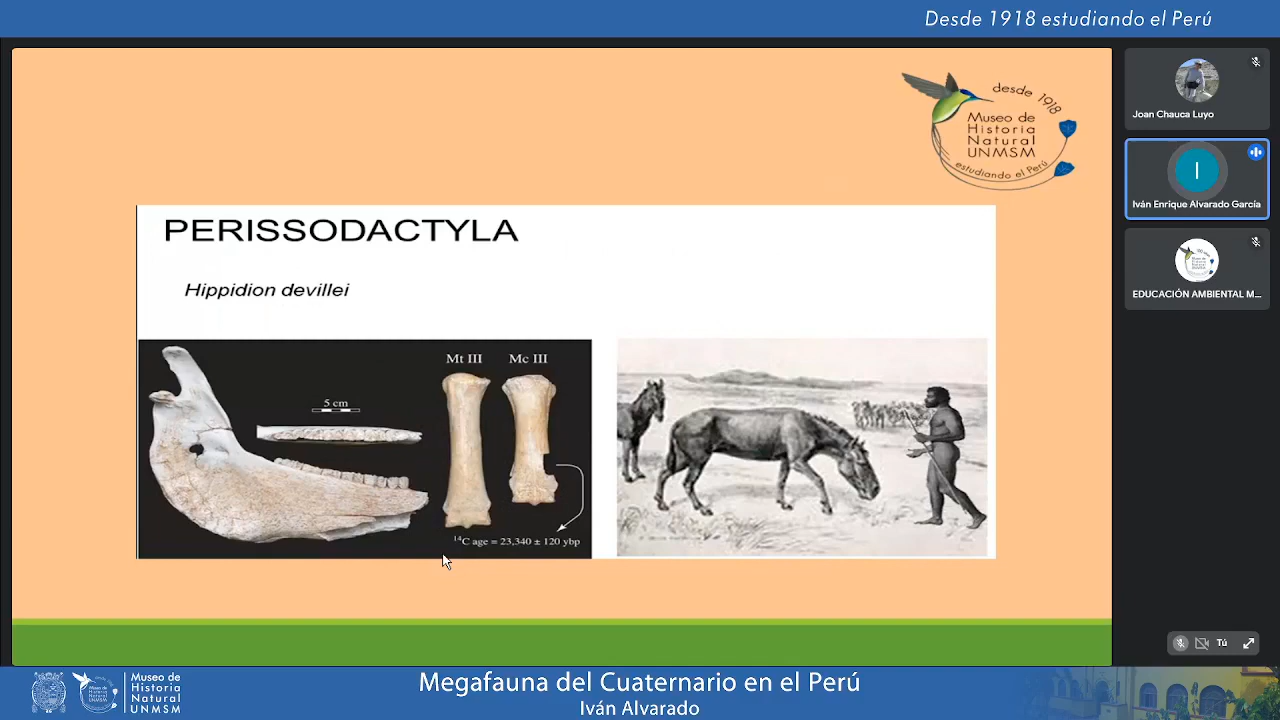 Desde 1918 estudiando el Perú
desde 1918
Museo de
Historia
Natural
UNMSM
estudiando el Perú
PERISSODACTYLA
Hippidion devillei
Mt III
Mc III
5 cm
14C age = 23,340 ± 120 ybp
Joan Chauca Luyo
I
Iván Enrique Alvarado García
EDUCACIÓN AMBIENTAL M...
Tú
Museo de
Historia
Natural
UNMSM
Megafauna del Cuaternario en el Perú
Iván Alvarado